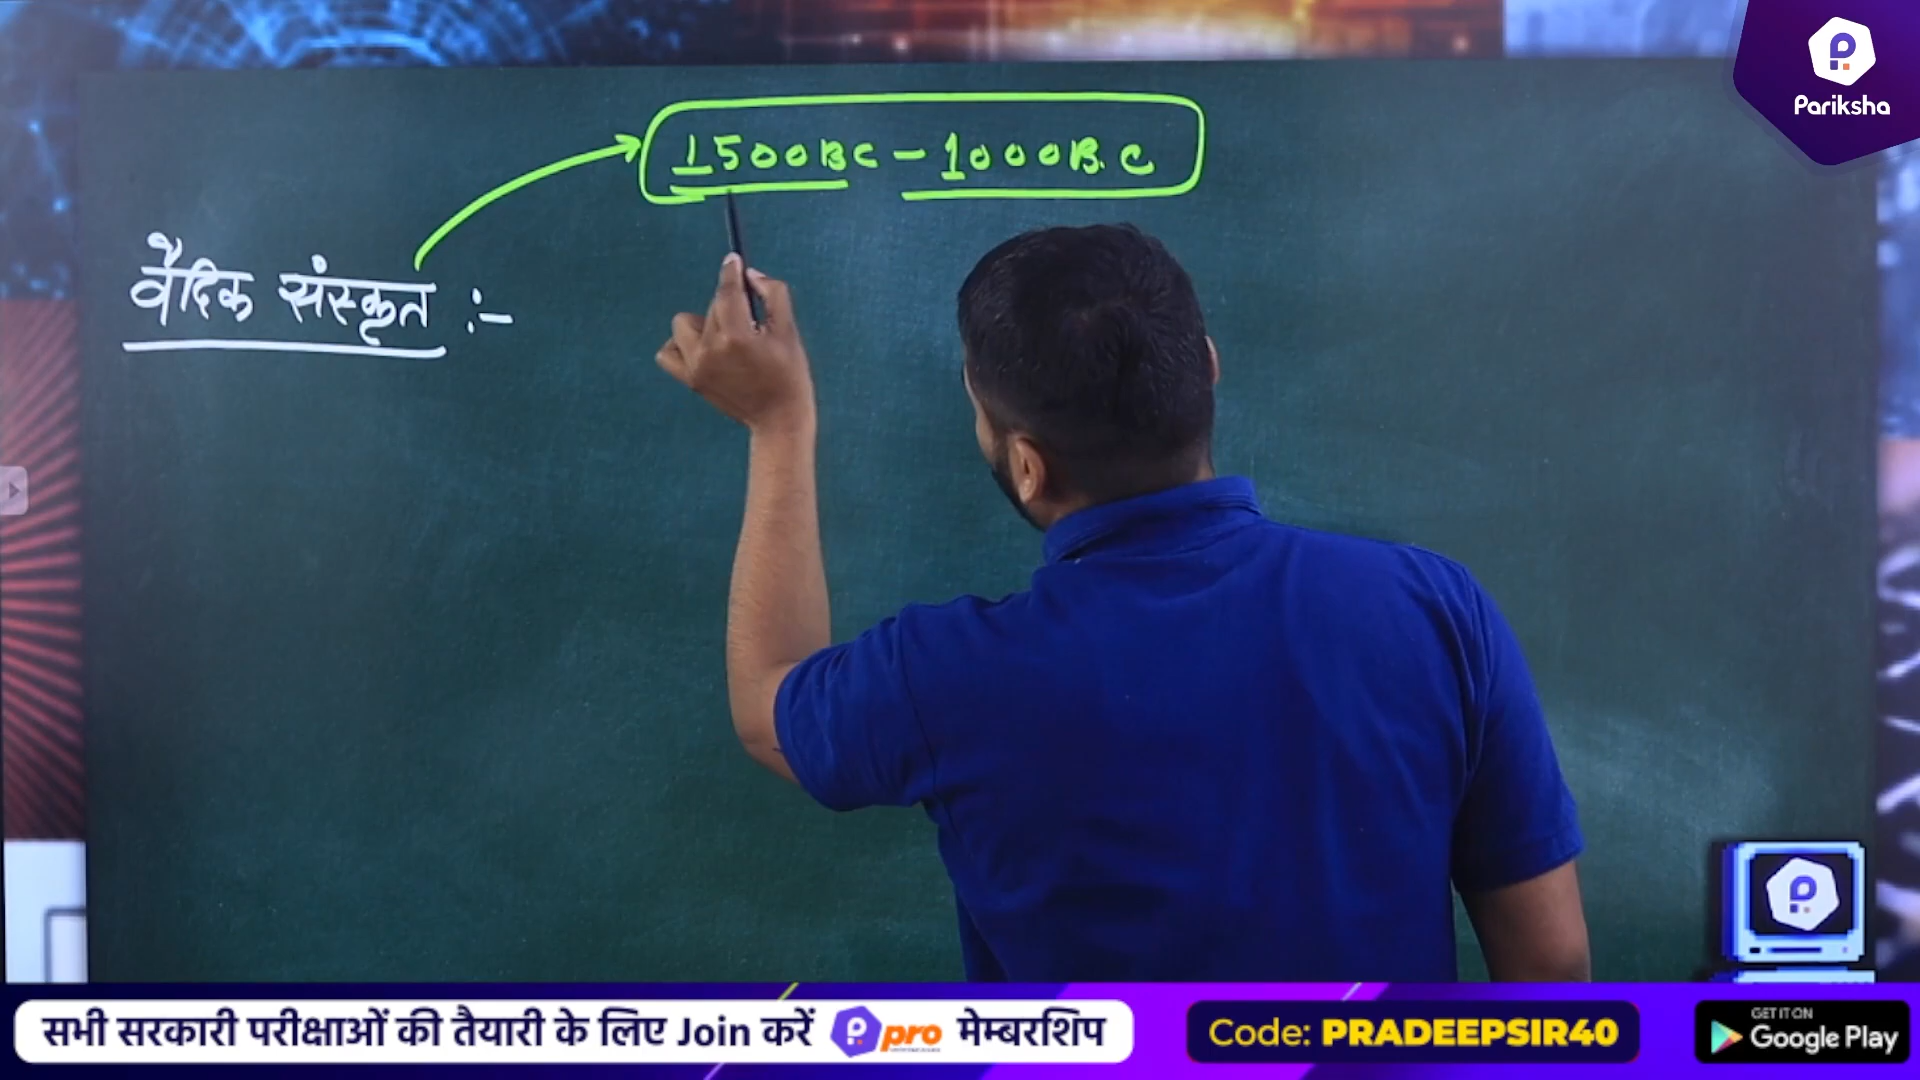 Pariksha
1500BC - 1000B.C
वैदिक संस्कृत :-
सभी सरकारी परीक्षाओं की तैयारी के लिए Join करें P pro मेम्बरशिप
Code: PRADEEPSIR40
GET IT ON
Google Play